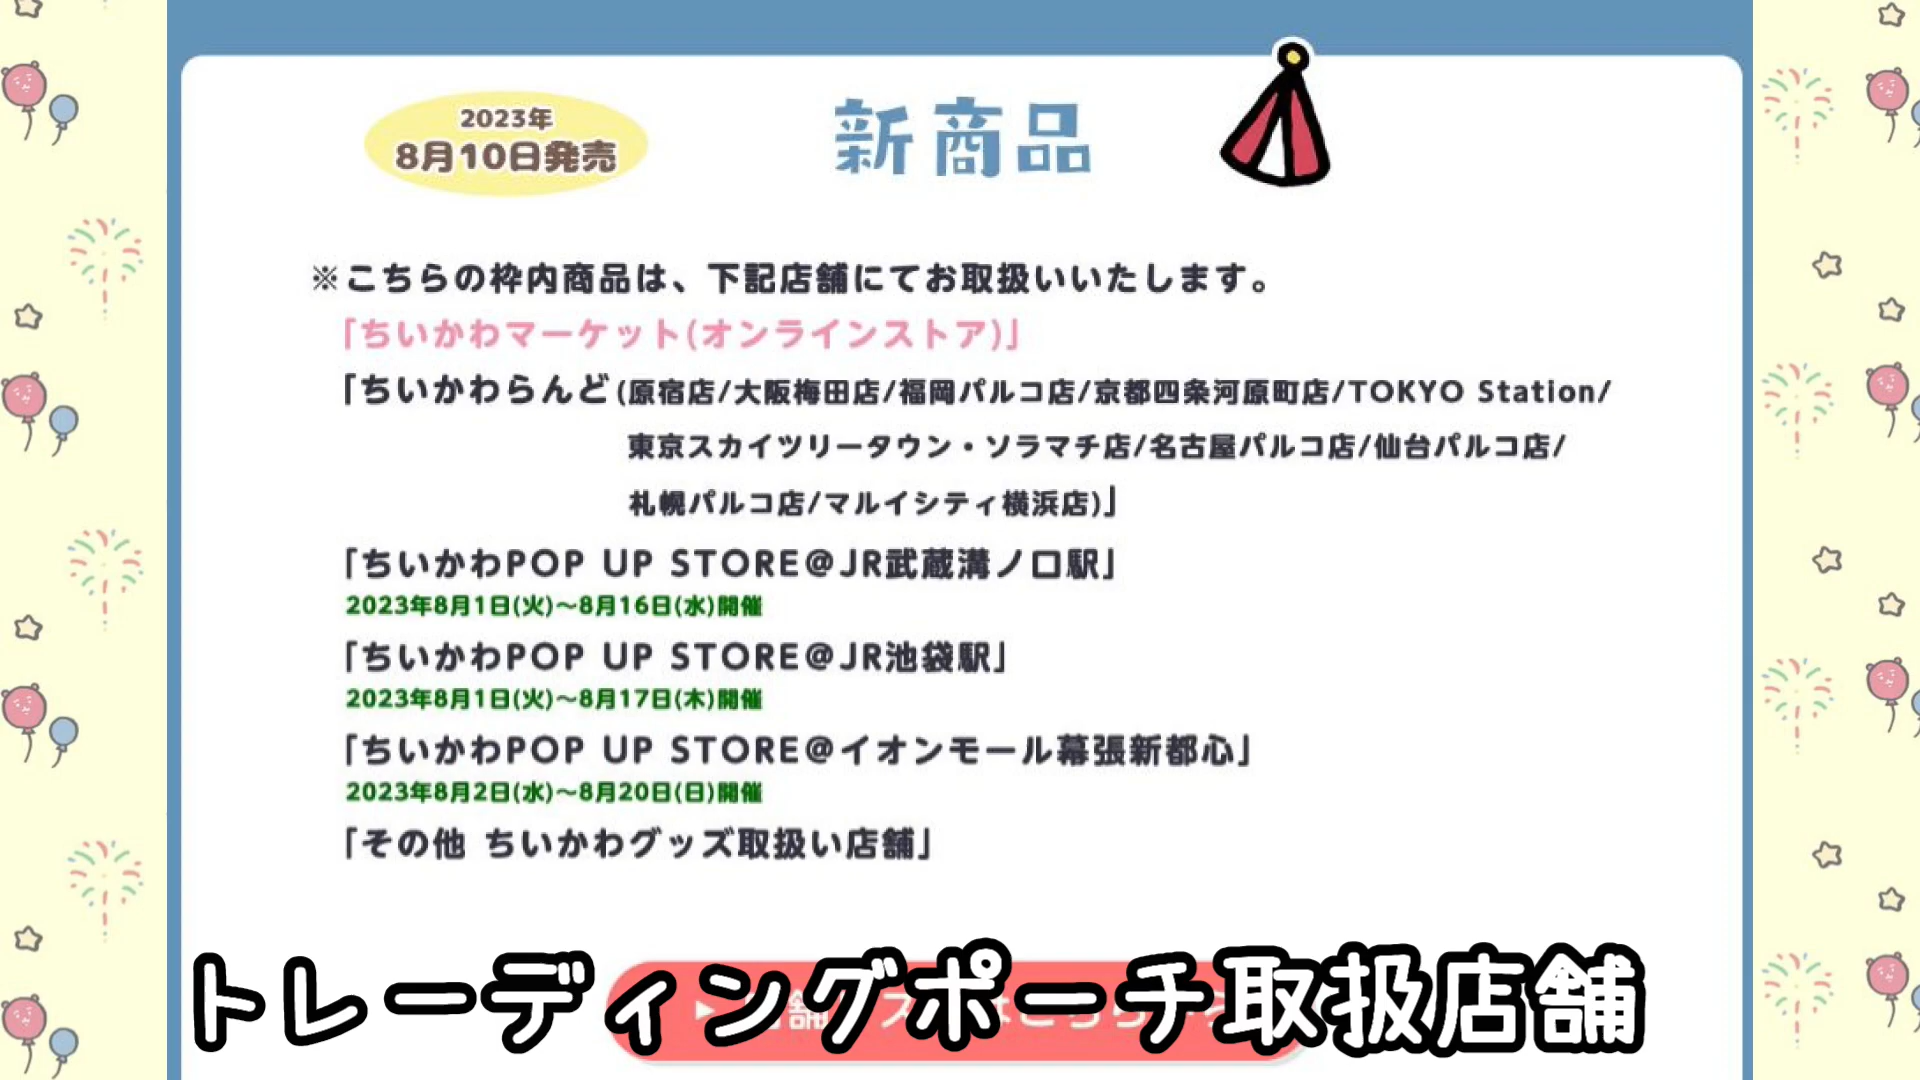 2023年
8月10日発売
新商品
※こちらの枠内商品は、下記店舗にてお取扱いいたします。
「ちいかわマーケット(オンラインストア)」
「ちいかわらんど(原宿店/大阪梅田店/福岡パルコ店/京都四条河原町店/TOKYO Station/
東京スカイツリータウン・ソラマチ店/名古屋パルコ店/仙台パルコ店/
札幌パルコ店/マルイシティ横浜店)」
「ちいかわPOP UP STORE@JR武蔵溝ノ口駅」
2023年8月1日(火)～8月16日(水)開催
「ちいかわPOP UP STORE@JR池袋駅」
2023年8月1日(火)～8月17日(木)開催
「ちいかわPOP UP STORE@イオンモール幕張新都心」
2023年8月2日(水)～8月20日(日)開催
「その他 ちいかわグッズ取扱い店舗」
トレーディングポーチ取扱店舗